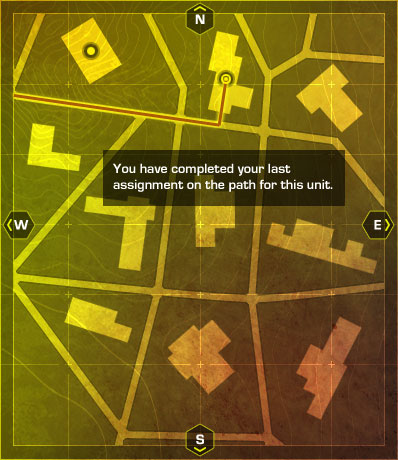 N
You have completed your last
assignment on the path for this unit.
W
E
S